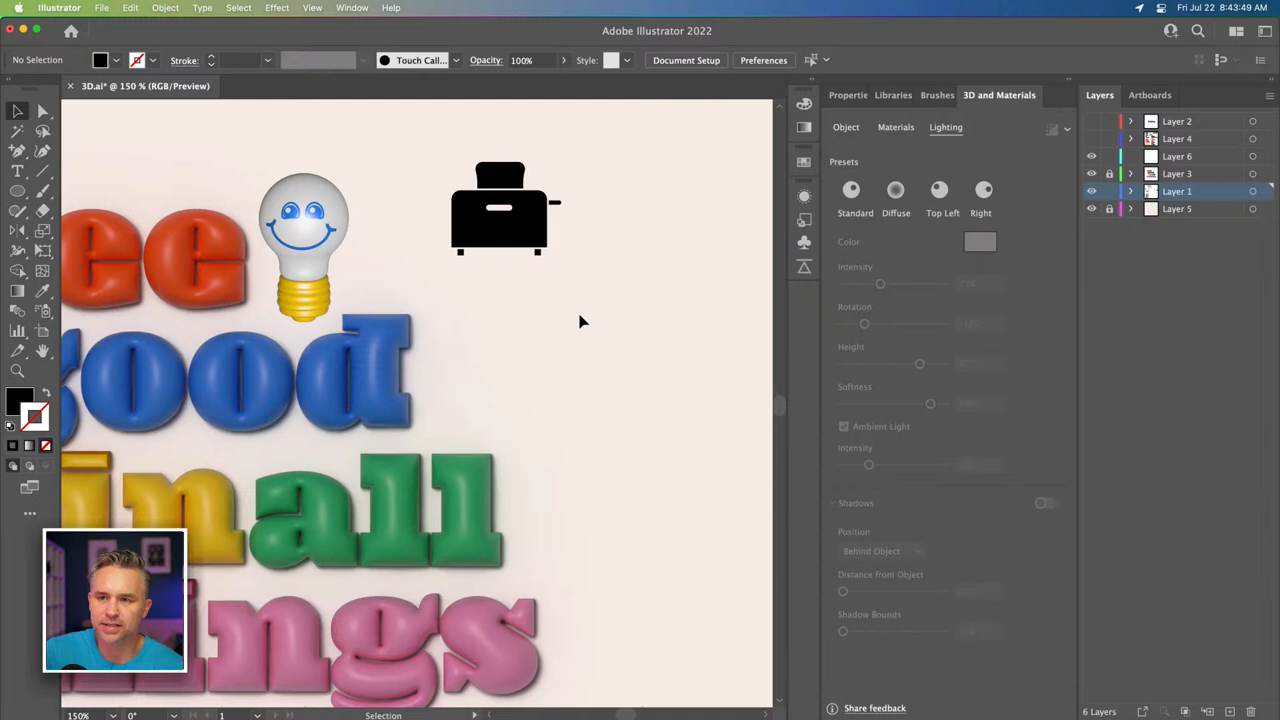 Illustrator File Edit Object Type Select Effect View Window Help Fri Jul 22 8:43:49 AM
Adobe Illustrator 2022
No Selection Stroke: Touch Call... Opacity: 100% Style: Document Setup Preferences
3D.ai* @ 150 % (RGB/Preview)
Propertie Libraries Brushes 3D and Materials Layers Artboards
Object Materials Lighting
Layer 2
Layer 4
Layer 6
Layer 3
Layer 1
Layer 5
Presets
Standard Diffuse Top Left Right
Color
Intensity
Rotation
Height
Softness
Ambient Light
Intensity
Shadows
Position
Behind Object
Distance from Object
Shadow Bounds
ee
ood
in all
ings
Share feedback
6 Layers
150% 0° 1 Selection